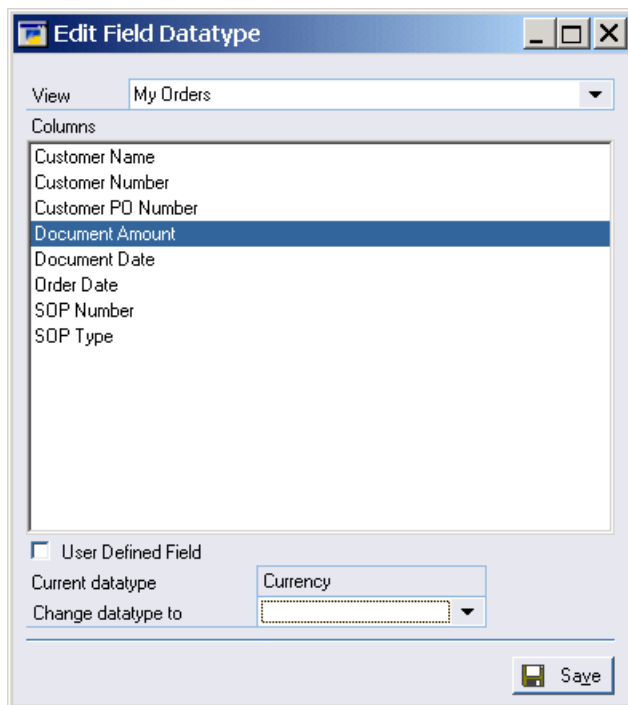 Edit Field Datatype
View My Orders
Columns
Customer Name
Customer Number
Customer PO Number
Document Amount
Document Date
Order Date
SOP Number
SOP Type
User Defined Field
Current datatype Currency
Change datatype to
Save